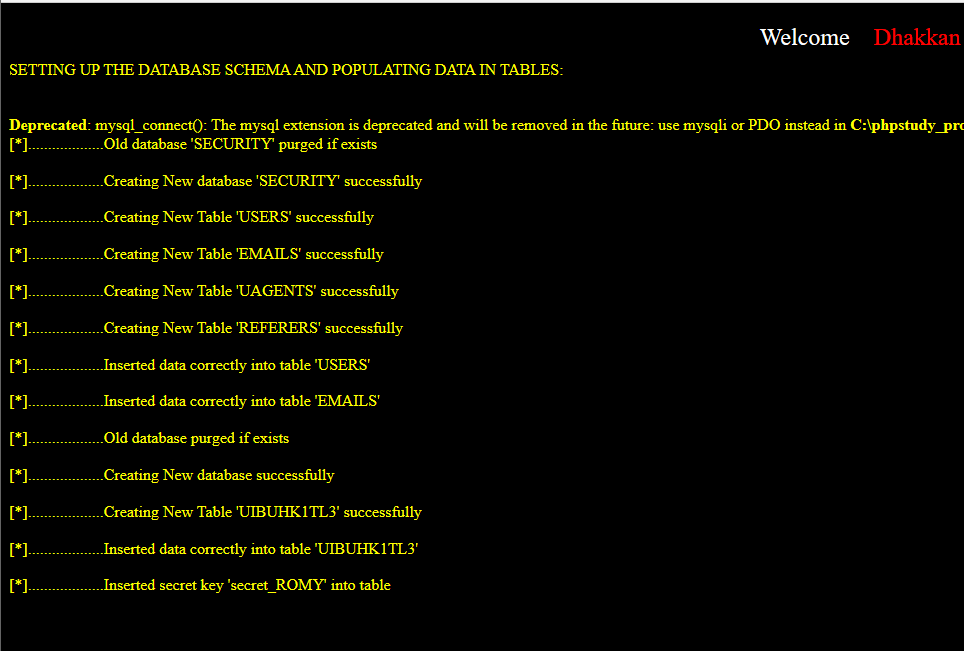 Welcome Dhakkan
SETTING UP THE DATABASE SCHEMA AND POPULATING DATA IN TABLES:
Deprecated: mysql_connect(): The mysql extension is deprecated and will be removed in the future: use mysqli or PDO instead in C:\phpstudy_pro
[*]...................Old database 'SECURITY' purged if exists
[*]...................Creating New database 'SECURITY' successfully
[*]...................Creating New Table 'USERS' successfully
[*]...................Creating New Table 'EMAILS' successfully
[*]...................Creating New Table 'UAGENTS' successfully
[*]...................Creating New Table 'REFERERS' successfully
[*]...................Inserted data correctly into table 'USERS'
[*]...................Inserted data correctly into table 'EMAILS'
[*]...................Old database purged if exists
[*]...................Creating New database successfully
[*]...................Creating New Table 'UIBUHK1TL3' successfully
[*]...................Inserted data correctly into table 'UIBUHK1TL3'
[*]...................Inserted secret key 'secret_ROMY' into table